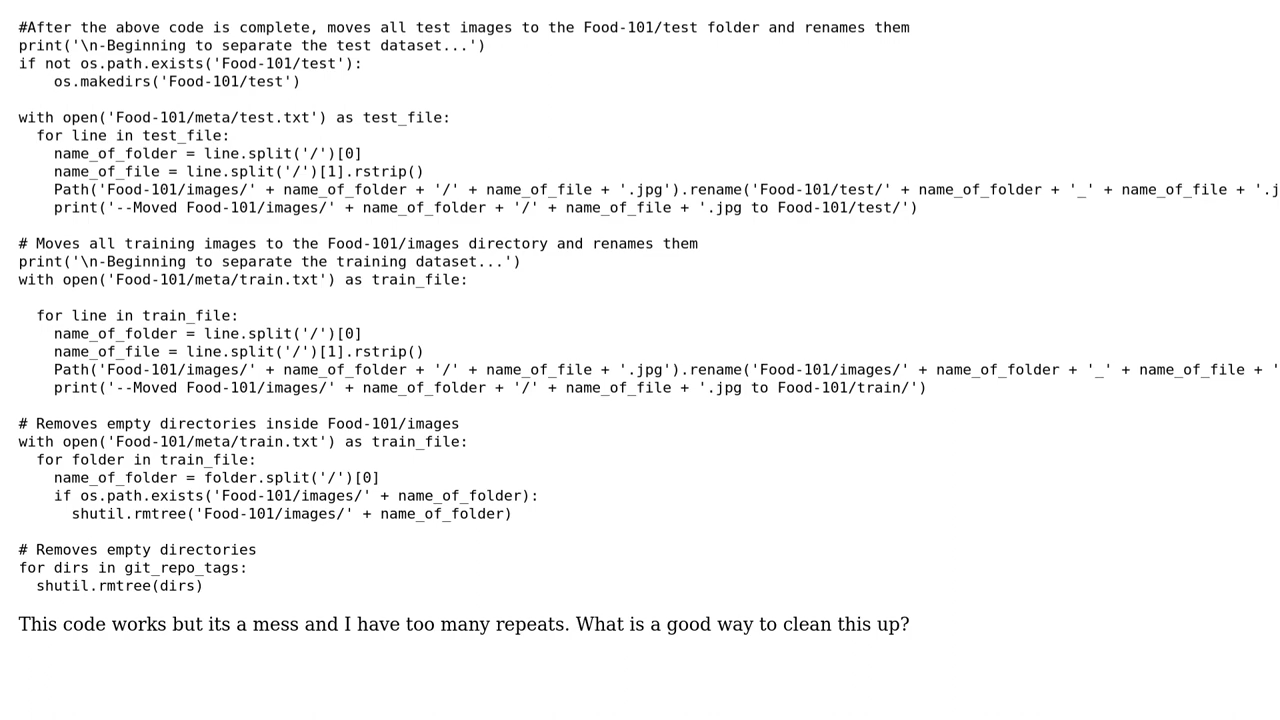 #After the above code is complete, moves all test images to the Food-101/test folder and renames them
print('\n-Beginning to separate the test dataset...')
if not os.path.exists('Food-101/test'):
    os.makedirs('Food-101/test')

with open('Food-101/meta/test.txt') as test_file:
  for line in test_file:
    name_of_folder = line.split('/')[0]
    name_of_file = line.split('/')[1].rstrip()
    Path('Food-101/images/' + name_of_folder + '/' + name_of_file + '.jpg').rename('Food-101/test/' + name_of_folder + '_' + name_of_file + '.j
    print('--Moved Food-101/images/' + name_of_folder + '/' + name_of_file + '.jpg to Food-101/test/')

# Moves all training images to the Food-101/images directory and renames them
print('\n-Beginning to separate the training dataset...')
with open('Food-101/meta/train.txt') as train_file:

  for line in train_file:
    name_of_folder = line.split('/')[0]
    name_of_file = line.split('/')[1].rstrip()
    Path('Food-101/images/' + name_of_folder + '/' + name_of_file + '.jpg').rename('Food-101/images/' + name_of_folder + '_' + name_of_file + '
    print('--Moved Food-101/images/' + name_of_folder + '/' + name_of_file + '.jpg to Food-101/train/')

# Removes empty directories inside Food-101/images
with open('Food-101/meta/train.txt') as train_file:
  for folder in train_file:
    name_of_folder = folder.split('/')[0]
    if os.path.exists('Food-101/images/' + name_of_folder):
      shutil.rmtree('Food-101/images/' + name_of_folder)

# Removes empty directories
for dirs in git_repo_tags:
  shutil.rmtree(dirs)

This code works but its a mess and I have too many repeats. What is a good way to clean this up?